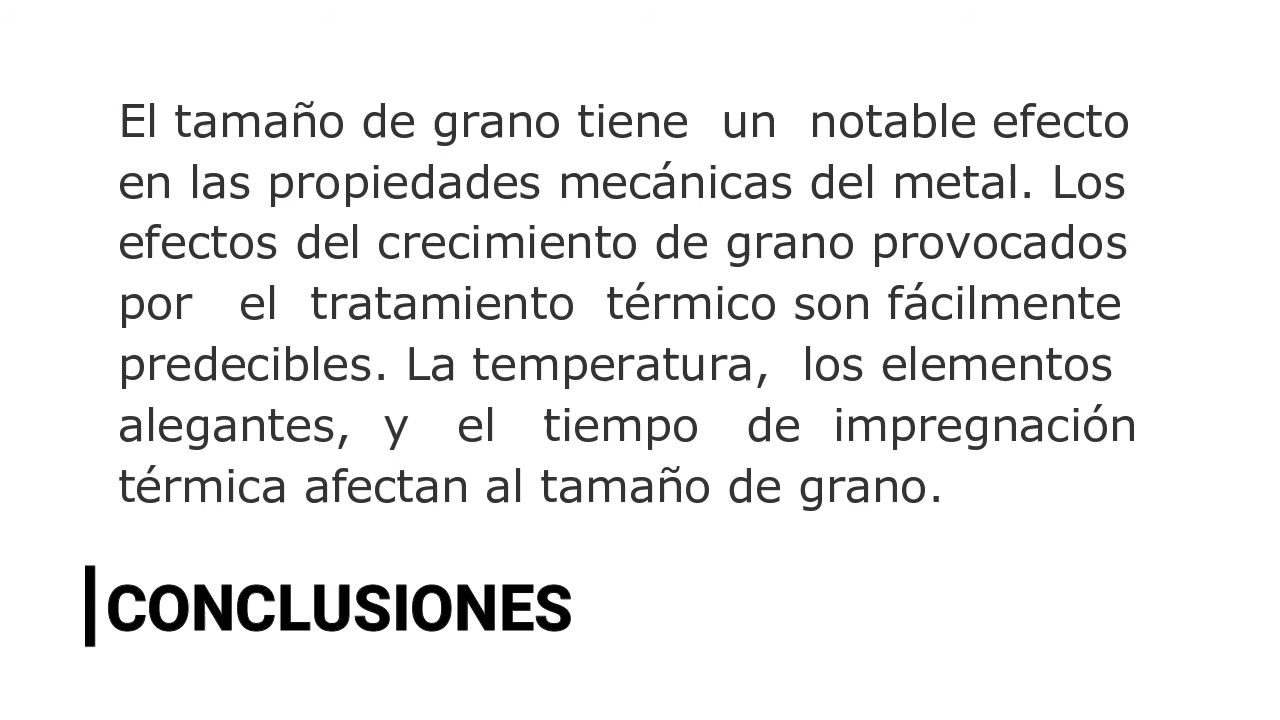 El tamaño de grano tiene un notable efecto
en las propiedades mecánicas del metal. Los
efectos del crecimiento de grano provocados
por el tratamiento térmico son fácilmente
predecibles. La temperatura, los elementos
alegantes, y el tiempo de impregnación
térmica afectan al tamaño de grano.
CONCLUSIONES